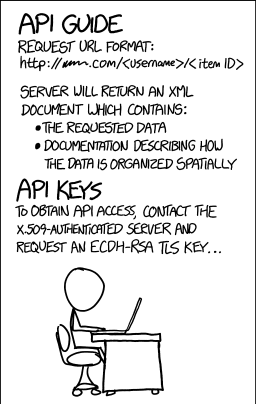 API GUIDE
REQUEST URL FORMAT:
http://.com/<username>/<item ID>
SERVER WILL RETURN AN XML
DOCUMENT WHICH CONTAINS:
• THE REQUESTED DATA
• DOCUMENTATION DESCRIBING HOW
THE DATA IS ORGANIZED SPATIALLY
API KEYS
TO OBTAIN API ACCESS, CONTACT THE
X.509-AUTHENTICATED SERVER AND
REQUEST AN ECDH-RSA TLS KEY...